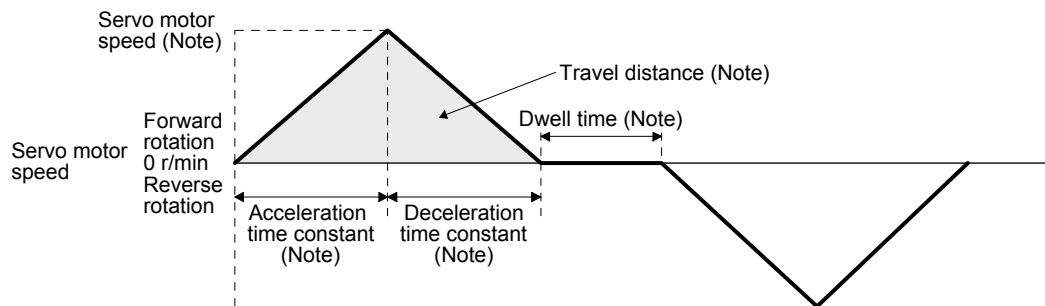 Servo motor
speed (Note)
Travel distance (Note)
Dwell time (Note)
Servo motor
speed
Forward
rotation
0 r/min
Reverse
rotation
Acceleration
time constant
(Note)
Deceleration
time constant
(Note)